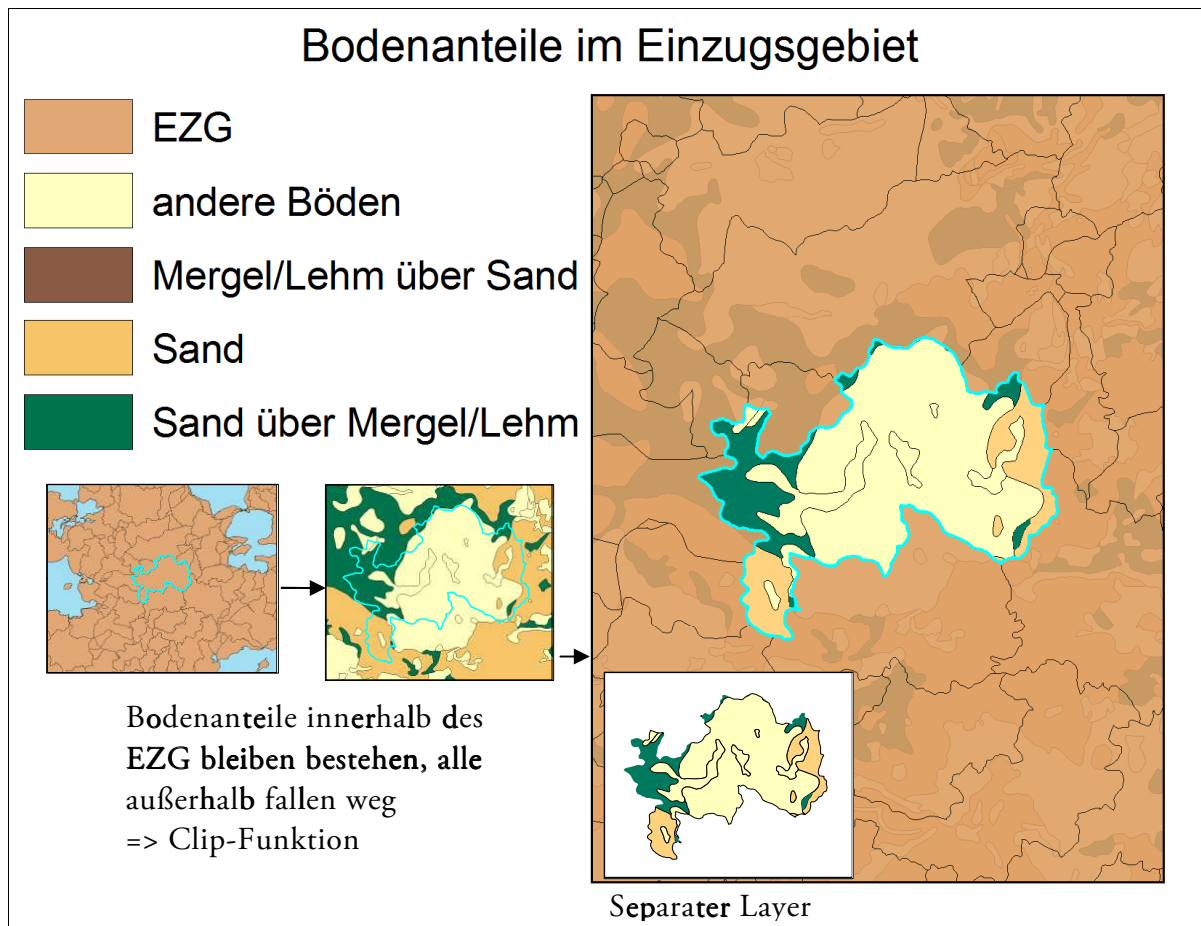 Bodenanteile im Einzugsgebiet
EZG
andere Böden
Mergel/Lehm über Sand
Sand
Sand über Mergel/Lehm
Bodenanteile innerhalb des
EZG bleiben bestehen, alle
außerhalb fallen weg
=> Clip-Funktion
Separater Layer